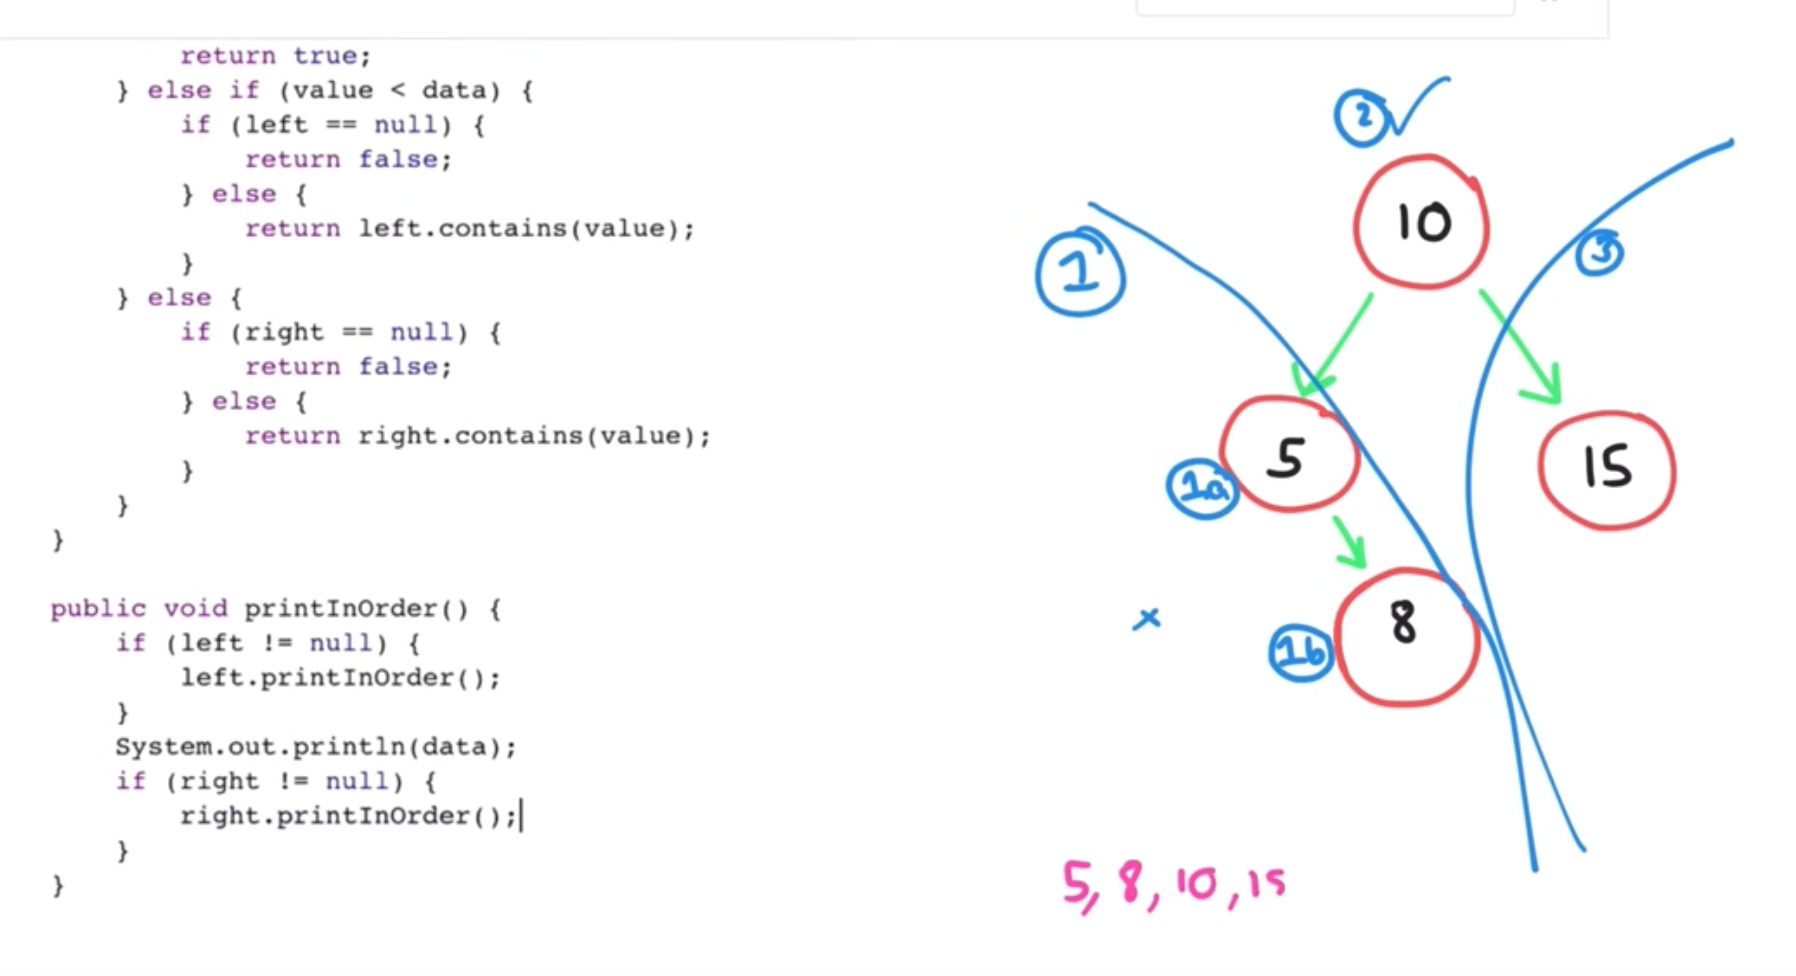 return true;
} else if (value < data) {
if (left == null) {
return false;
} else {
return left.contains(value);
}
} else {
if (right == null) {
return false;
} else {
return right.contains(value);
}
}
}
public void printInOrder() {
if (left != null) {
left.printInOrder();
}
System.out.println(data);
if (right != null) {
right.printInOrder();
}
}
2
10
1
3
5
15
1a
8
1b
x
5, 8, 10, 15